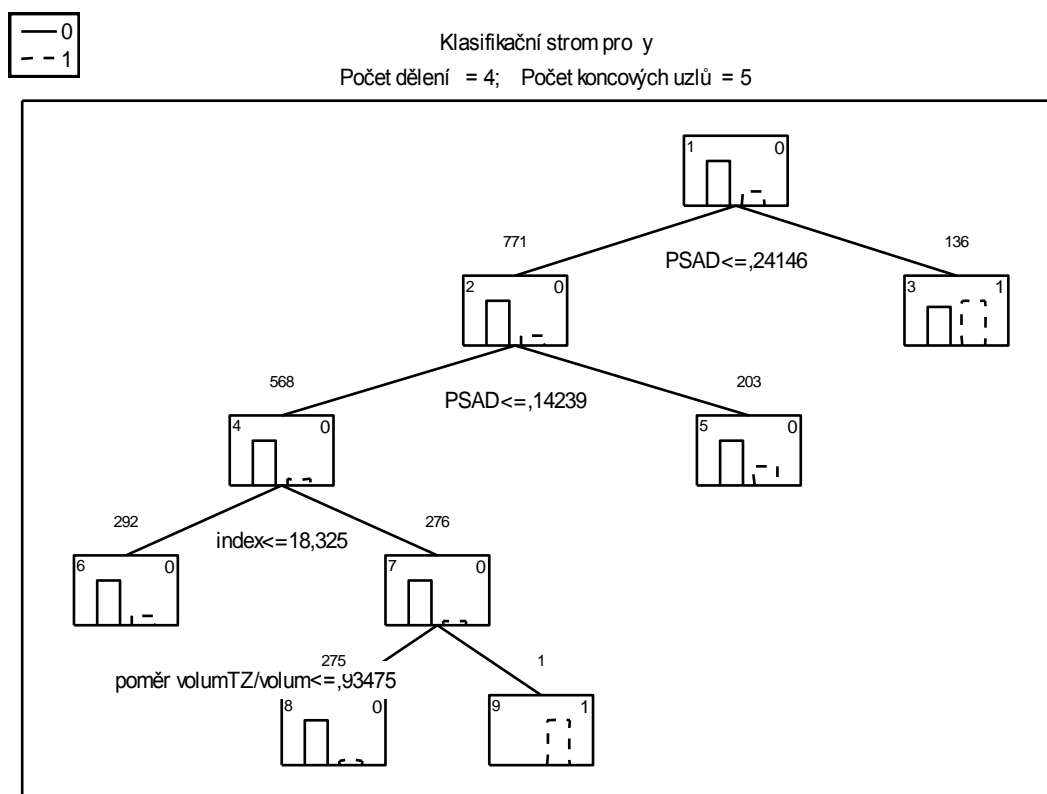 0
1
Klasifikační strom pro y
Počet dělení = 4; Počet koncových uzlů = 5
1 0
771 136
PSAD<=,24146
2 0 3 1
568 203
PSAD<=,14239
4 0 5 0
292 276
index<=18,325
6 0 7 0
275 1
poměr volumTZ/volum<=,93475
8 0 9 1